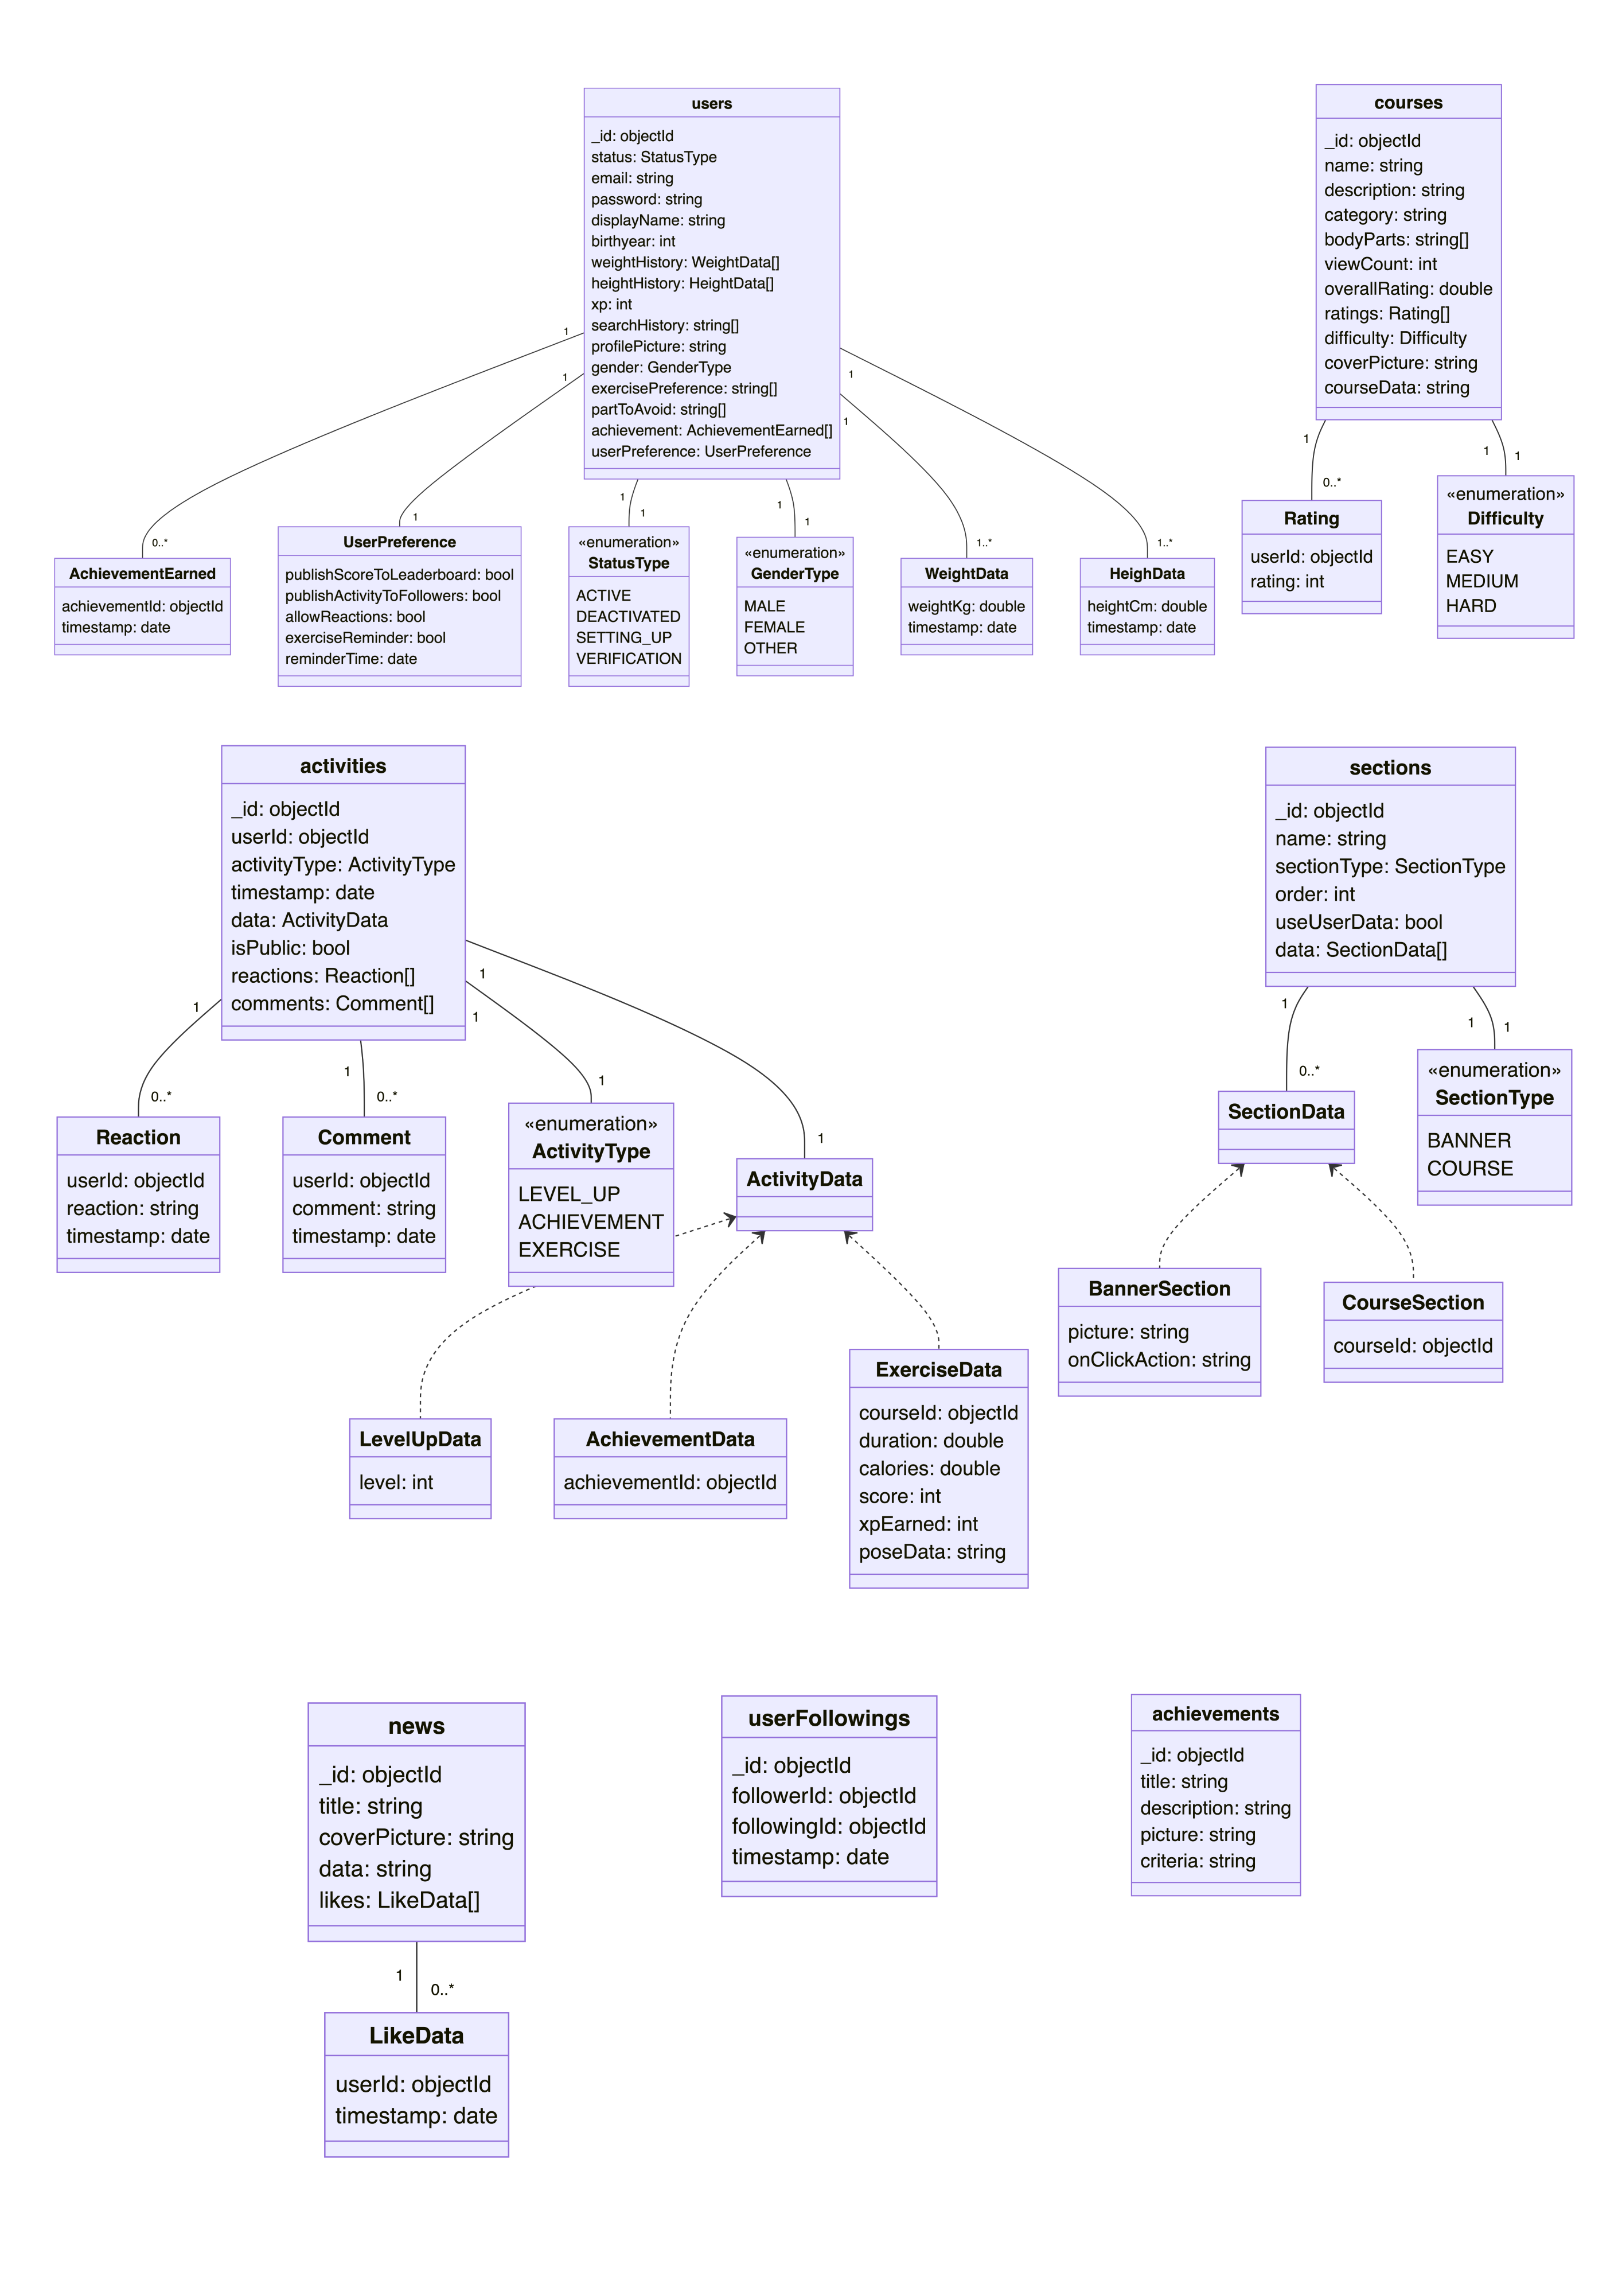 users
_id: objectId
status: StatusType
email: string
password: string
displayName: string
birthyear: int
weightHistory: WeightData[]
heightHistory: HeightData[]
xp: int
searchHistory: string[]
profilePicture: string
gender: GenderType
exercisePreference: string[]
partToAvoid: string[]
achievement: AchievementEarned[]
userPreference: UserPreference
1
1
1
1
1
1
0..*
1
1
1
1..*
1..*
AchievementEarned
achievementId: objectId
timestamp: date
UserPreference
publishScoreToLeaderboard: bool
publishActivityToFollowers: bool
allowReactions: bool
exerciseReminder: bool
reminderTime: date
«enumeration»
StatusType
ACTIVE
DEACTIVATED
SETTING_UP
VERIFICATION
«enumeration»
GenderType
MALE
FEMALE
OTHER
WeightData
weightKg: double
timestamp: date
HeighData
heightCm: double
timestamp: date
courses
_id: objectId
name: string
description: string
category: string
bodyParts: string[]
viewCount: int
overallRating: double
ratings: Rating[]
difficulty: Difficulty
coverPicture: string
courseData: string
1
1
1
0..*
Rating
userId: objectId
rating: int
«enumeration»
Difficulty
EASY
MEDIUM
HARD
activities
_id: objectId
userId: objectId
activityType: ActivityType
timestamp: date
data: ActivityData
isPublic: bool
reactions: Reaction[]
comments: Comment[]
1
1
1
1
0..*
0..*
1
1
Reaction
userId: objectId
reaction: string
timestamp: date
Comment
userId: objectId
comment: string
timestamp: date
«enumeration»
ActivityType
LEVEL_UP
ACHIEVEMENT
EXERCISE
ActivityData
LevelUpData
level: int
AchievementData
achievementId: objectId
ExerciseData
courseId: objectId
duration: double
calories: double
score: int
xpEarned: int
poseData: string
sections
_id: objectId
name: string
sectionType: SectionType
order: int
useUserData: bool
data: SectionData[]
1
1
1
0..*
SectionData
«enumeration»
SectionType
BANNER
COURSE
BannerSection
picture: string
onClickAction: string
CourseSection
courseId: objectId
news
_id: objectId
title: string
coverPicture: string
data: string
likes: LikeData[]
1
0..*
LikeData
userId: objectId
timestamp: date
userFollowings
_id: objectId
followerId: objectId
followingId: objectId
timestamp: date
achievements
_id: objectId
title: string
description: string
picture: string
criteria: string